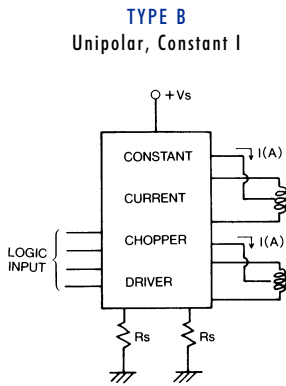 TYPE B
Unipolar, Constant I
+Vs
CONSTANT
I(A)
CURRENT
CHOPPER
I(A)
LOGIC
INPUT
DRIVER
Rs
Rs